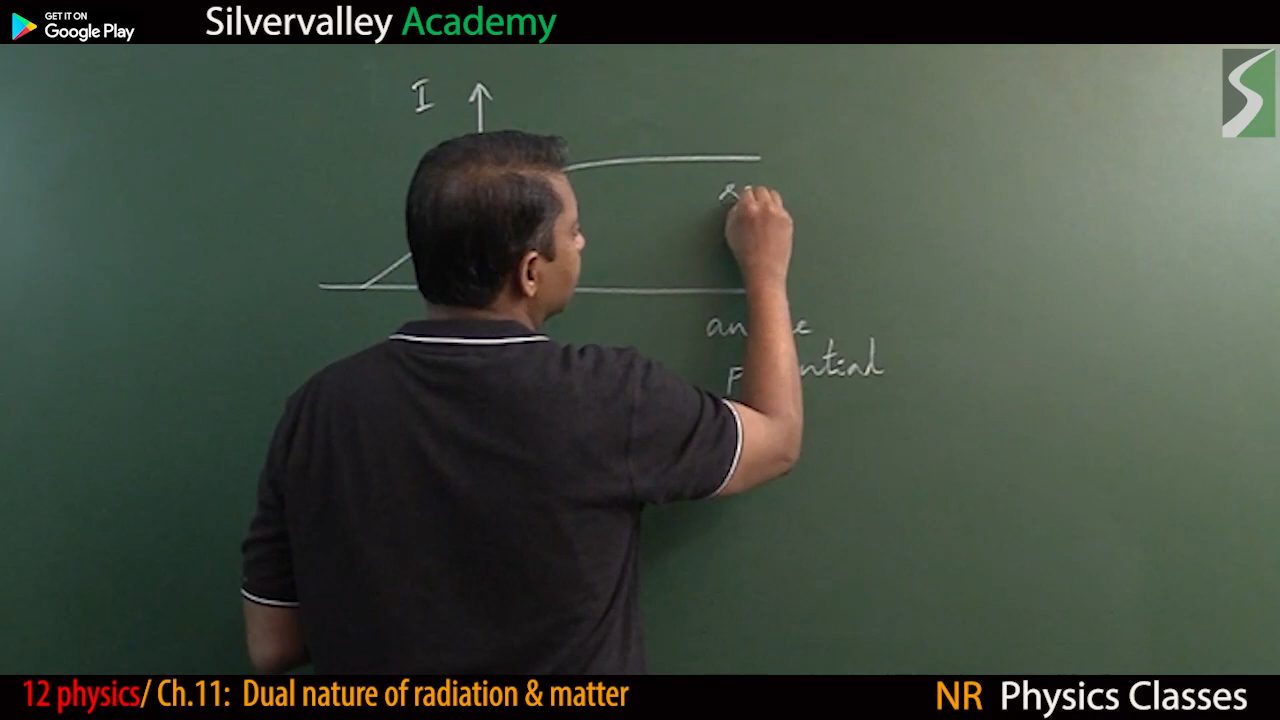 GET IT ON
Google Play
Silvervalley Academy
I
potential
12 physics/ Ch.11: Dual nature of radiation & matter
NR Physics Classes